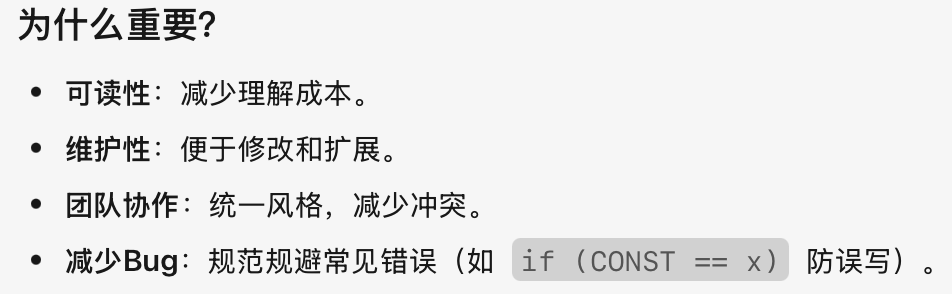 为什么重要?
• 可读性：减少理解成本。
• 维护性：便于修改和扩展。
• 团队协作：统一风格，减少冲突。
• 减少Bug：规范规避常见错误（如 if (CONST == x) 防误写）。